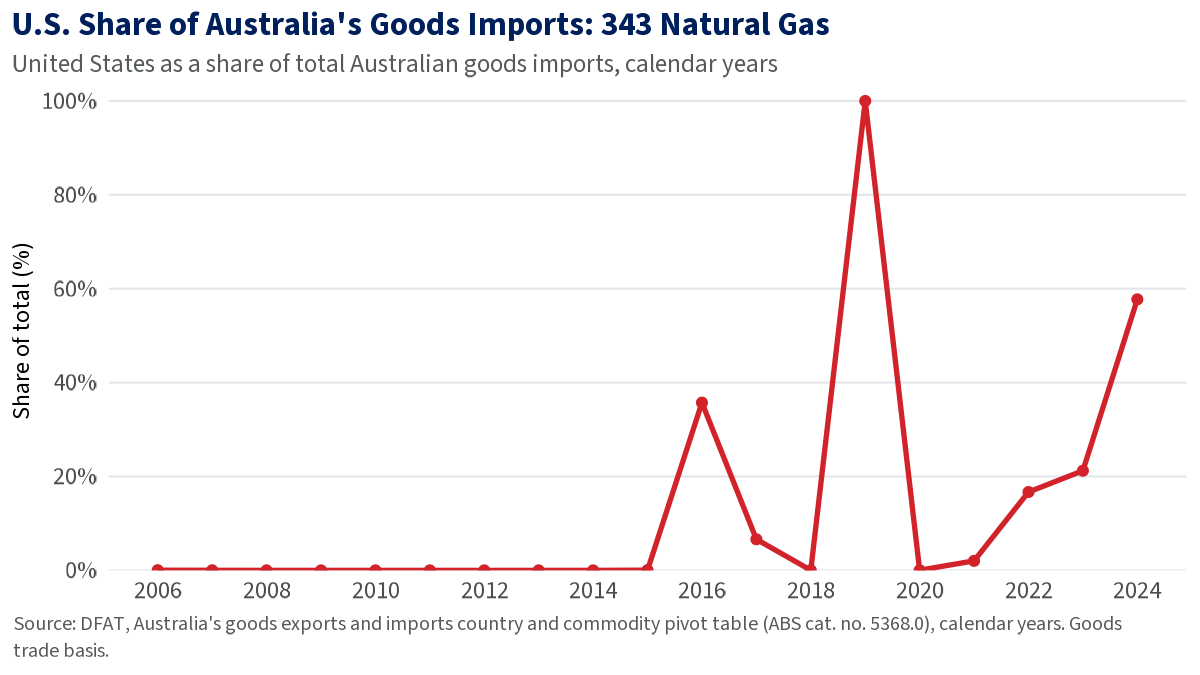 U.S. Share of Australia's Goods Imports: 343 Natural Gas
United States as a share of total Australian goods imports, calendar years
Share of total (%)
100%
80%
60%
40%
20%
0%
2006 2008 2010 2012 2014 2016 2018 2020 2022 2024
Source: DFAT, Australia's goods exports and imports country and commodity pivot table (ABS cat. no. 5368.0), calendar years. Goods
trade basis.